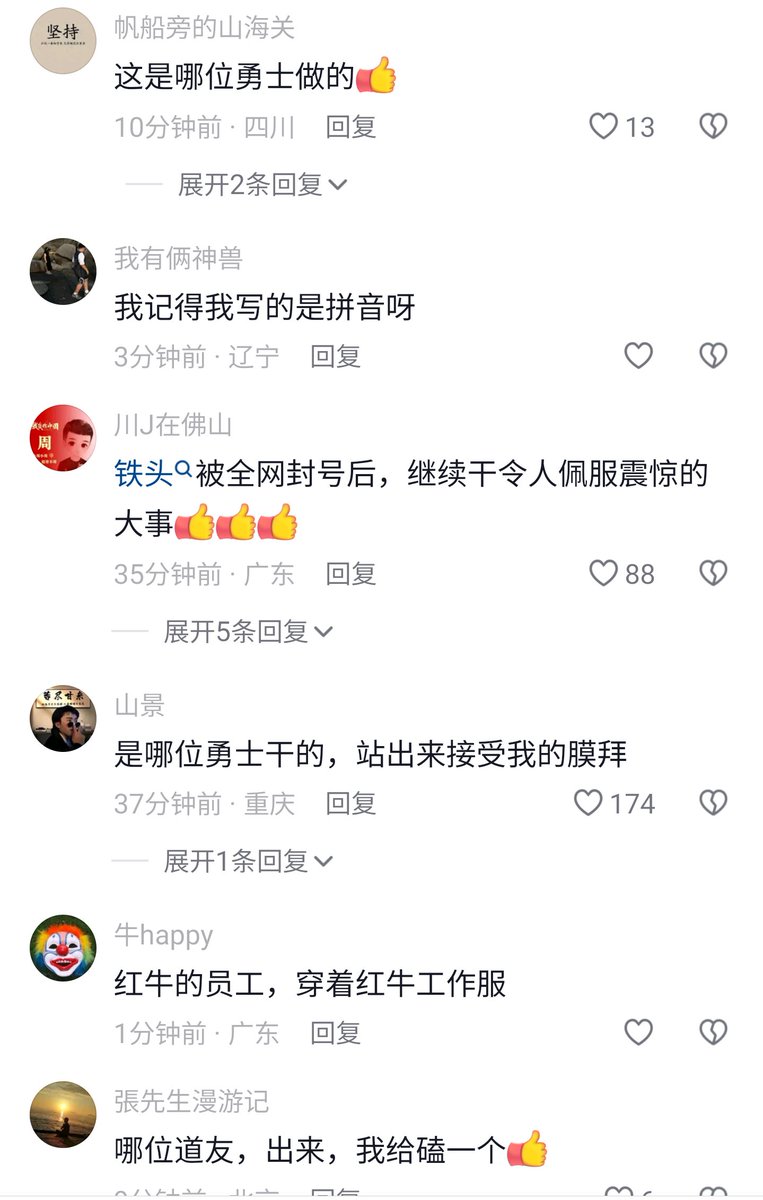 坚持
帆船旁的山海关
这是哪位勇士做的
10分钟前 · 四川 回复 13
展开2条回复
我有俩神兽
我记得我写的是拼音呀
3分钟前 · 辽宁 回复
周
川J在佛山
铁头被全网封号后，继续干令人佩服震惊的
大事
35分钟前 · 广东 回复 88
展开5条回复
山景
是哪位勇士干的，站出来接受我的膜拜
37分钟前 · 重庆 回复 174
展开1条回复
牛happy
红牛的员工，穿着红牛工作服
1分钟前 · 广东 回复
張先生漫游记
哪位道友，出来，我给磕一个